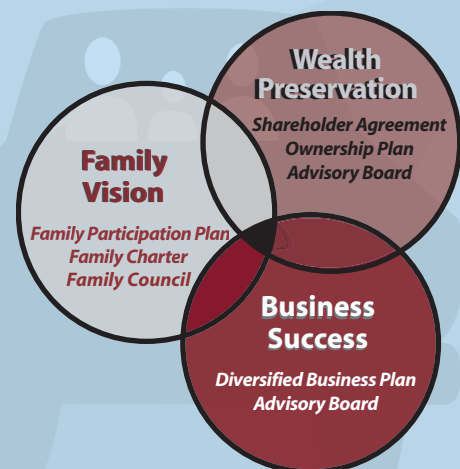 Wealth
Preservation
Shareholder Agreement
Ownership Plan
Advisory Board
Family
Vision
Family Participation Plan
Family Charter
Family Council
Business
Success
Diversified Business Plan
Advisory Board